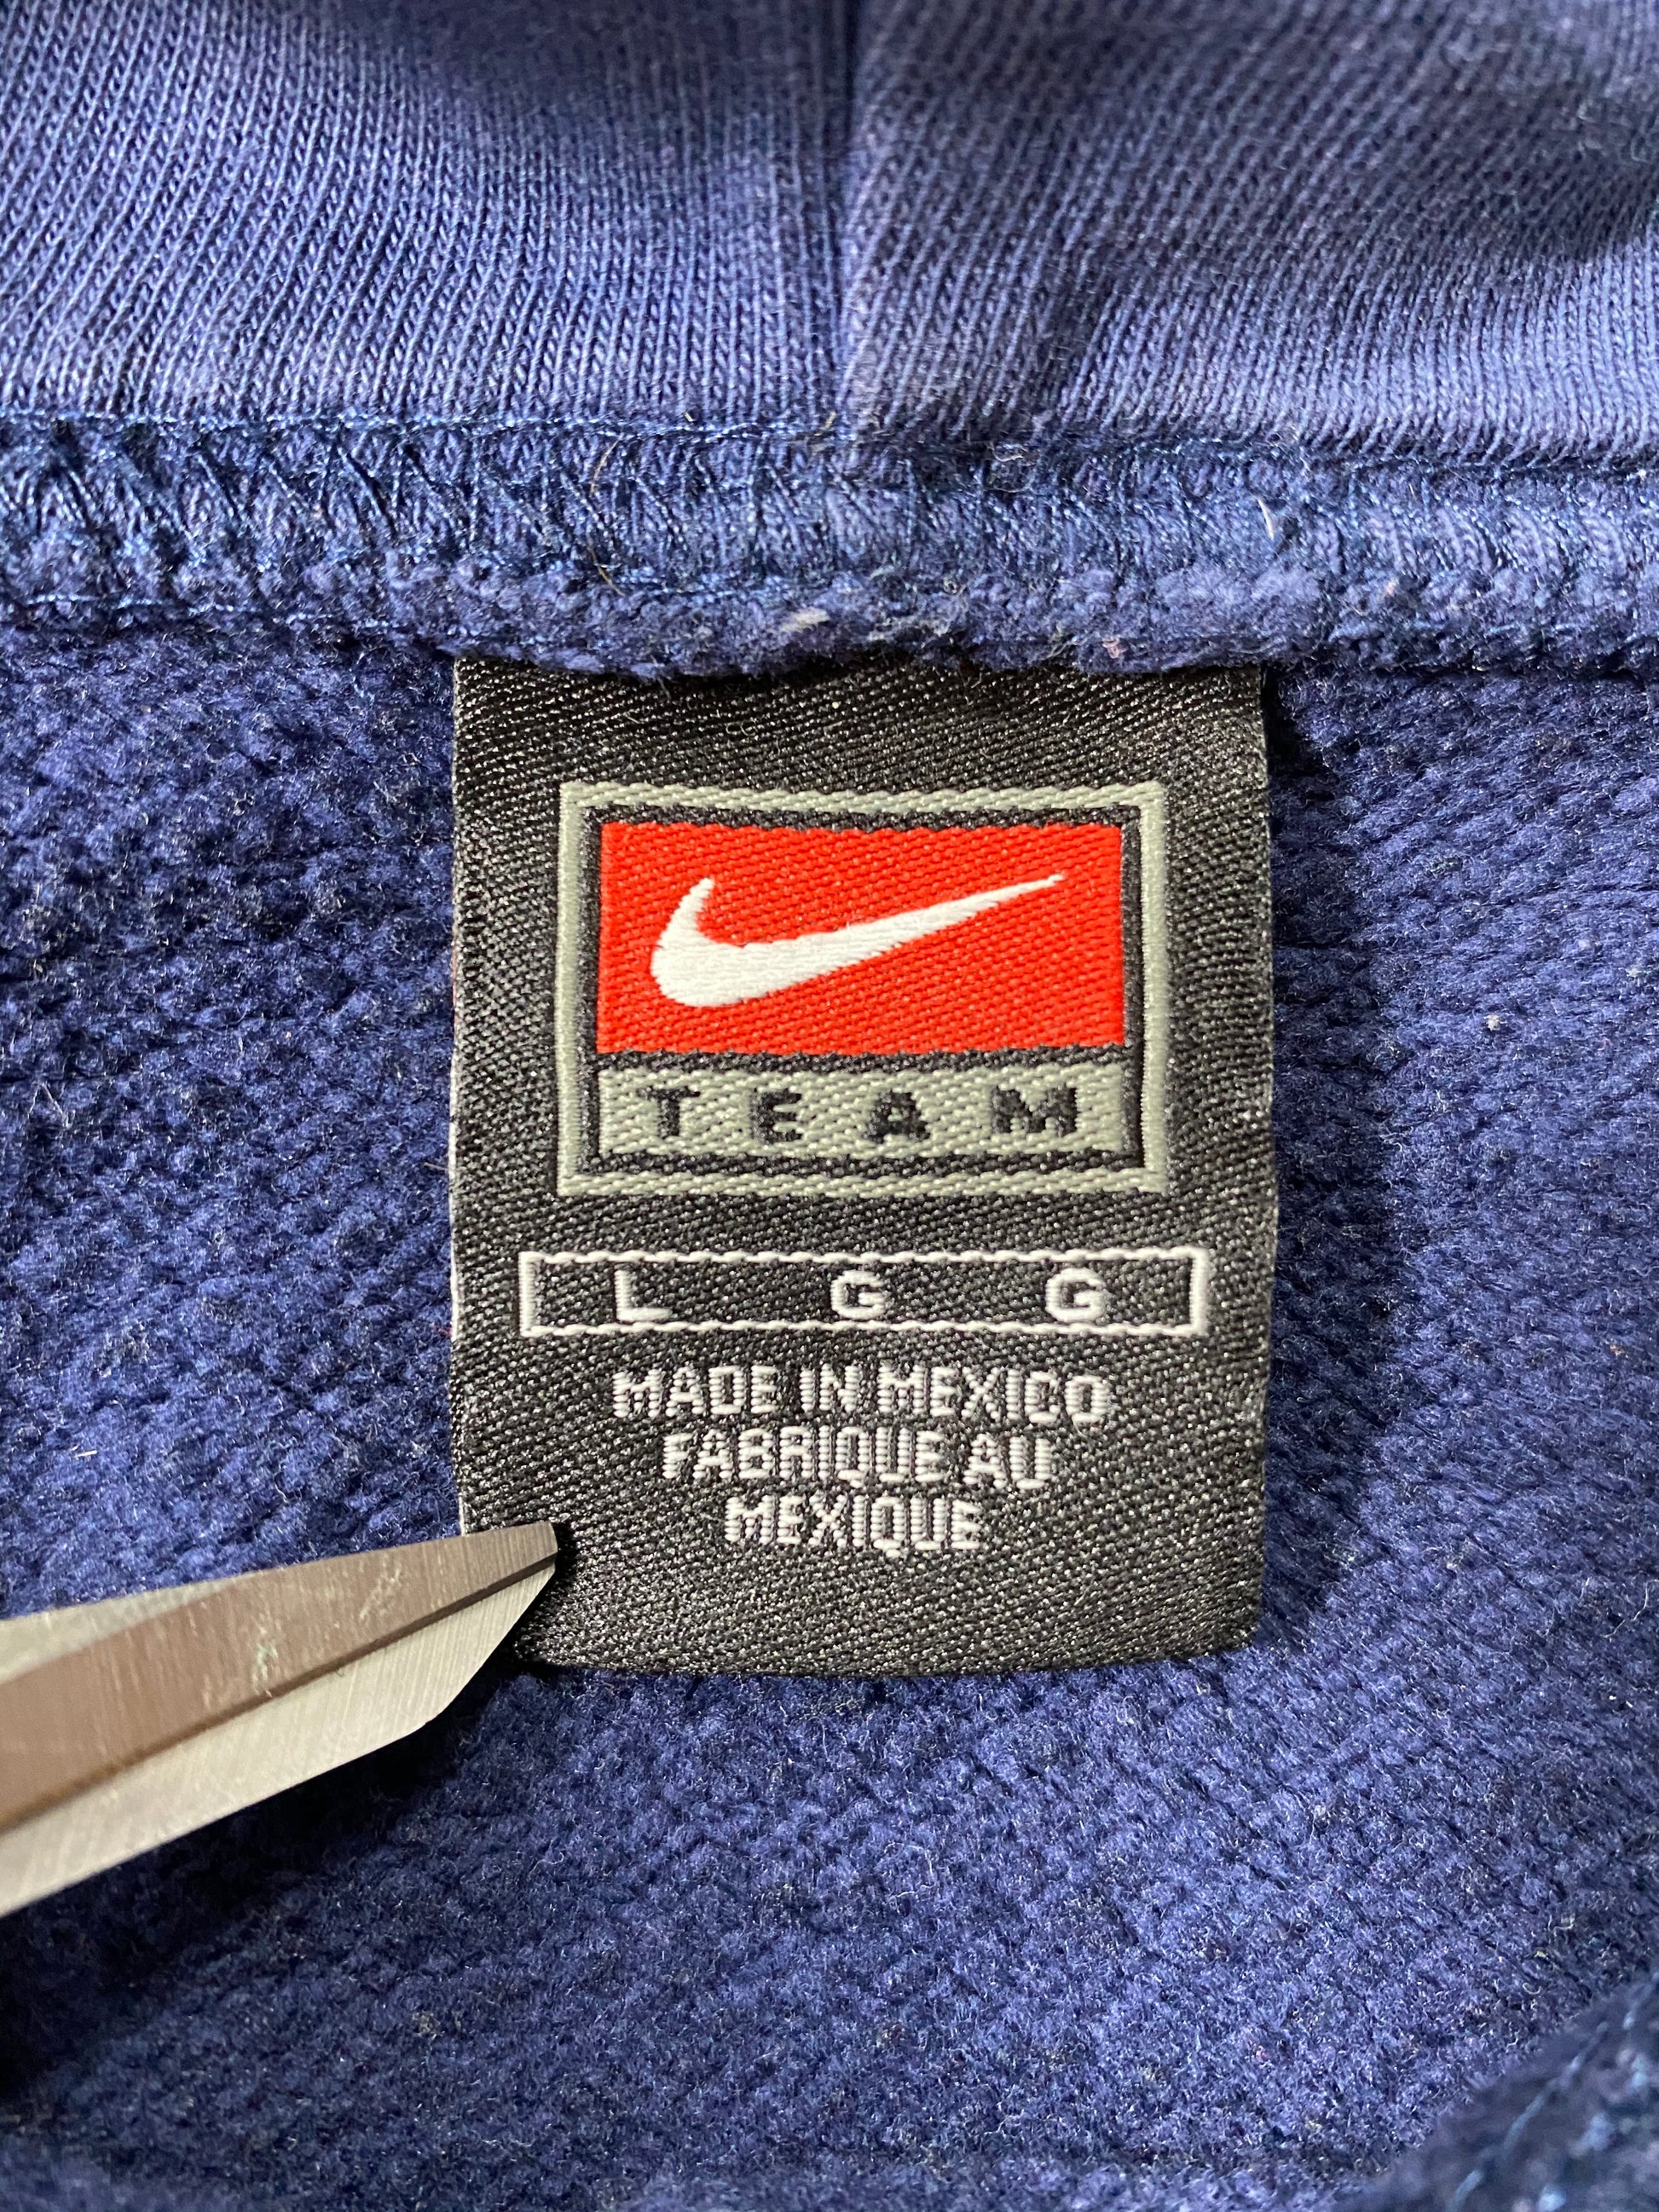 TEAM
L G G
MADE IN MEXICO
FABRIQUE AU
MEXIQUE